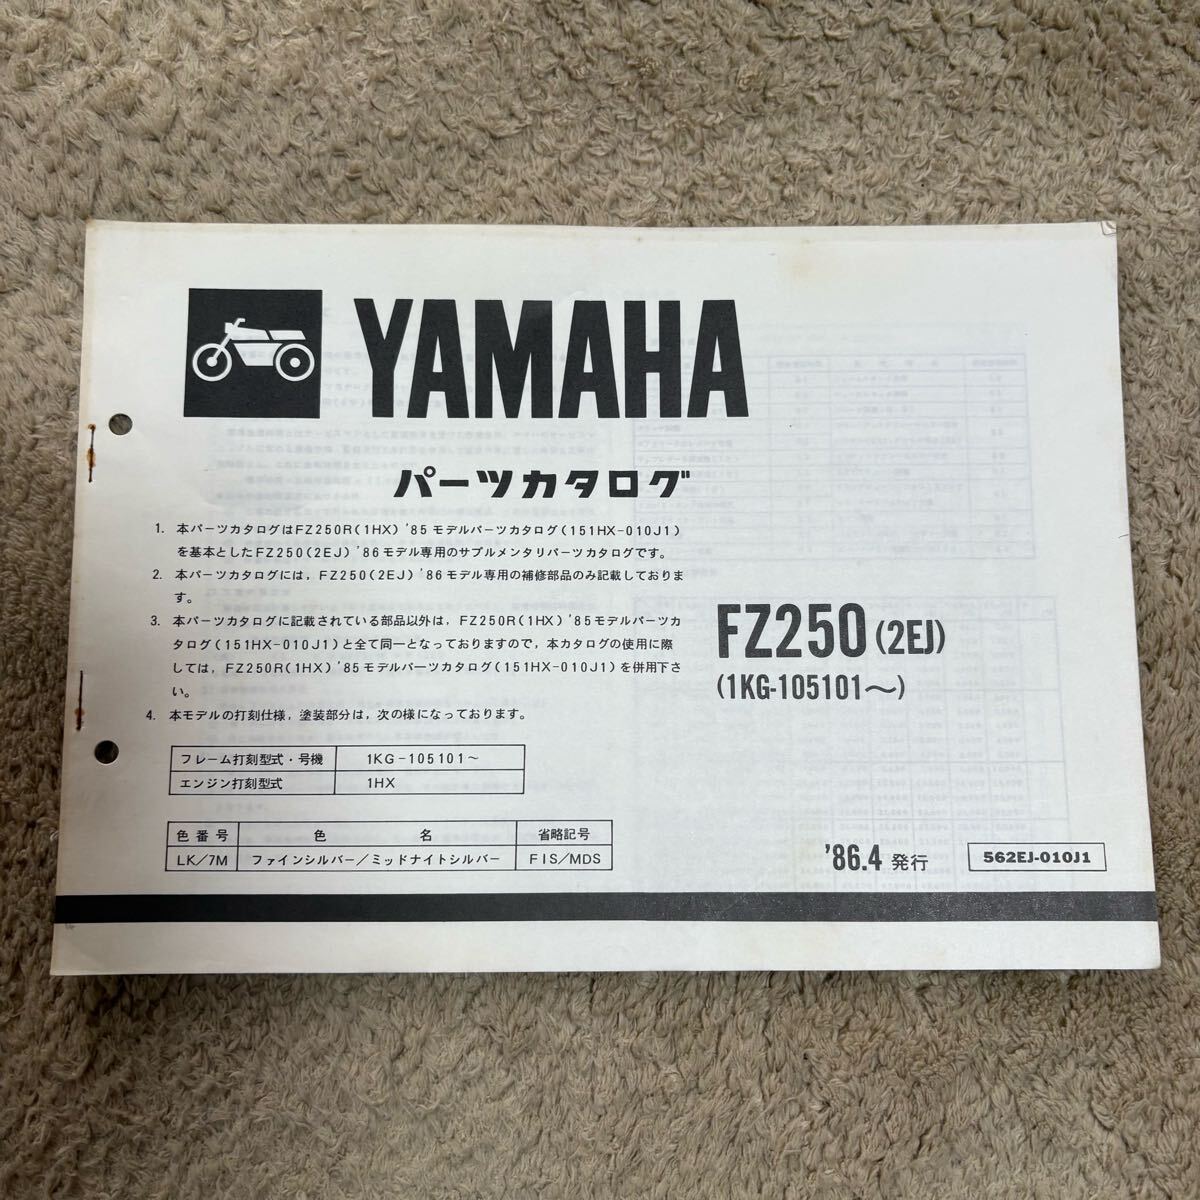 YAMAHA
パーツカタログ
1. 本パーツカタログはFZ250R(1HX)'85モデルパーツカタログ(151HX-010J1)
を基本としたFZ250(2EJ)'86モデル専用のサプルメンタリパーツカタログです。
2. 本パーツカタログには，FZ250(2EJ)'86モデル専用の補修部品のみ記載しておりま
す。
3. 本パーツカタログに記載されている部品以外は，FZ250R(1HX)'85モデルパーツカ
タログ(151HX-010J1)と全て同一となっておりますので，本カタログの使用に際
しては，FZ250R(1HX)'85モデルパーツカタログ(151HX-010J1)を併用下さ
い。
4. 本モデルの打刻仕様，塗装部分は，次の様になっております。
フレーム打刻型式・号機 1KG-105101～
エンジン打刻型式 1HX
色番号 色名 省略記号
LK／7M ファインシルバー／ミッドナイトシルバー FIS／MDS
FZ250(2EJ)
(1KG-105101～)
'86.4 発行
562EJ-010J1